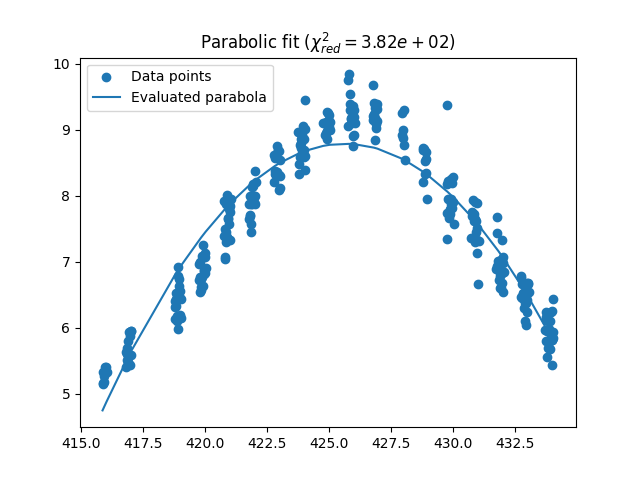 Parabolic fit (χ²_red = 3.82e + 02)
Data points
Evaluated parabola
10
9
8
7
6
5
415.0 417.5 420.0 422.5 425.0 427.5 430.0 432.5